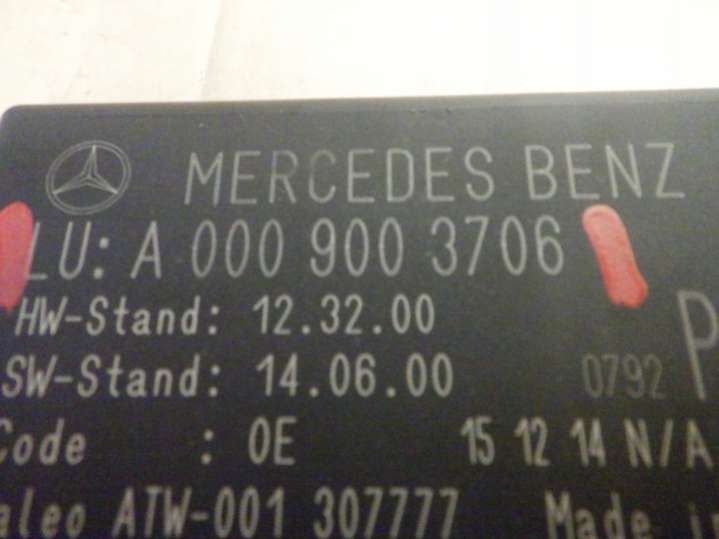 MERCEDES BENZ
LU: A 000 900 3706
HW-Stand: 12.32.00
SW-Stand: 14.06.00 0792 P
Code : 0E 15 12 14 N/A
aleo ATW-001 307777 Made i